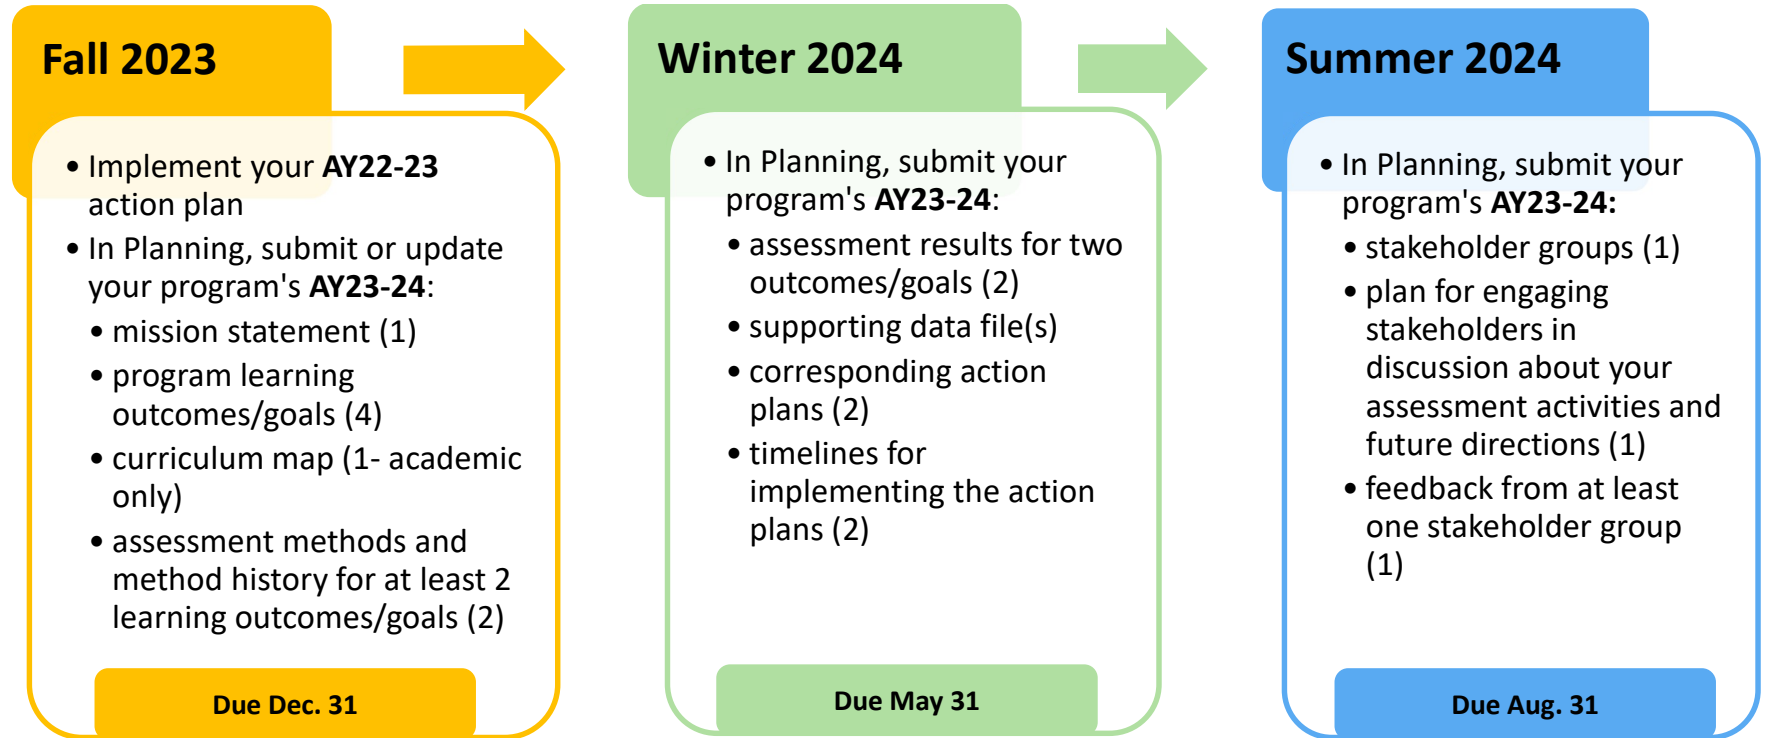 Fall 2023
• Implement your AY22-23
action plan
• In Planning, submit or update
your program's AY23-24:
• mission statement (1)
• program learning
outcomes/goals (4)
• curriculum map (1- academic
only)
• assessment methods and
method history for at least 2
learning outcomes/goals (2)
Due Dec. 31
Winter 2024
• In Planning, submit your
program's AY23-24:
• assessment results for two
outcomes/goals (2)
• supporting data file(s)
• corresponding action
plans (2)
• timelines for
implementing the action
plans (2)
Due May 31
Summer 2024
• In Planning, submit your
program's AY23-24:
• stakeholder groups (1)
• plan for engaging
stakeholders in
discussion about your
assessment activities and
future directions (1)
• feedback from at least
one stakeholder group
(1)
Due Aug. 31